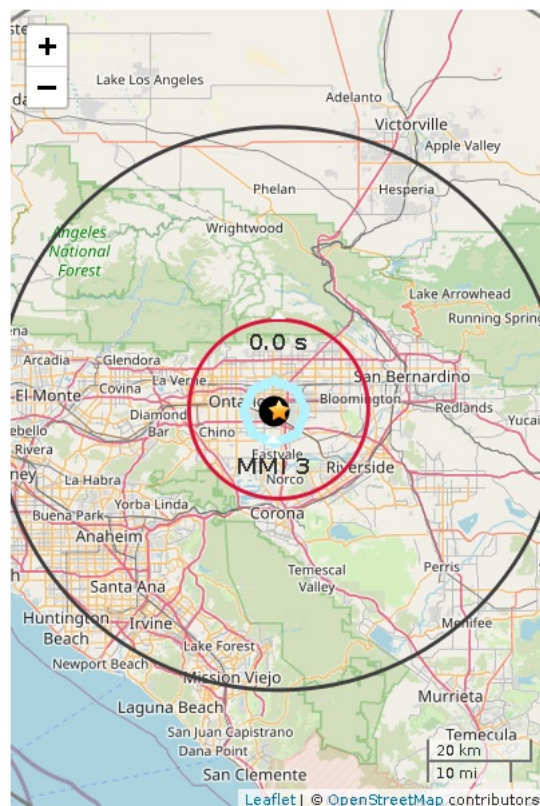 +
−
Lake Los Angeles
Adelanto
Victorville
Apple Valley
Phelan
Hesperia
Wrightwood
Angeles
National
Forest
Lake Arrowhead
Running Spring
0.0 s
Arcadia
Glendora
La Verne
San Bernardino
El Monte
Covina
Bloomington
Redlands
Diamond
Bar
Chino
Rivera
Eastvale
MMI 3
Riverside
La Habra
Norco
Yorba Linda
Corona
Buena Park
Anaheim
Temescal
Valley
Perris
Santa Ana
Huntington
Beach
Irvine
Menifee
Lake Forest
Newport Beach
Mission Viejo
Laguna Beach
Murrieta
San Juan Capistrano
Temecula
Dana Point
20 km
San Clemente
10 mi
Leaflet | © OpenStreetMap contributors